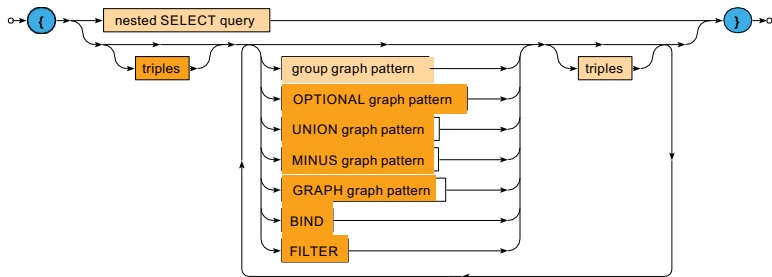 { nested SELECT query }
triples group graph pattern triples
OPTIONAL graph pattern
UNION graph pattern
MINUS graph pattern
GRAPH graph pattern
BIND
FILTER